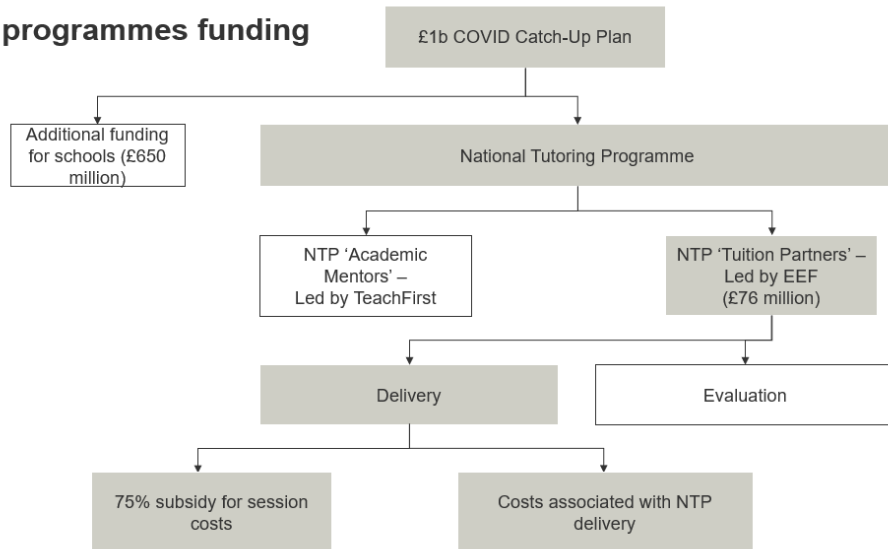 programmes funding
£1b COVID Catch-Up Plan
Additional funding
for schools (£650
million)
National Tutoring Programme
NTP ‘Academic
Mentors’ –
Led by TeachFirst
NTP ‘Tuition Partners’ –
Led by EEF
(£76 million)
Delivery
Evaluation
75% subsidy for session
costs
Costs associated with NTP
delivery